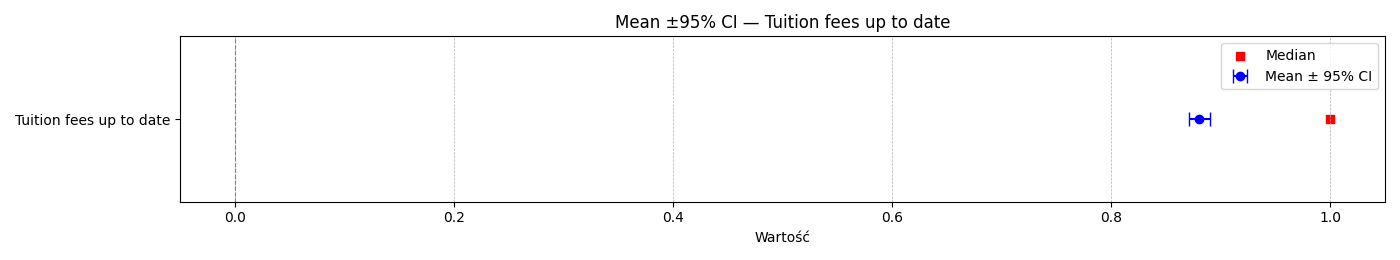 Mean ±95% CI — Tuition fees up to date
Median
Mean ± 95% CI
Tuition fees up to date
0.0 0.2 0.4 0.6 0.8 1.0
Wartość